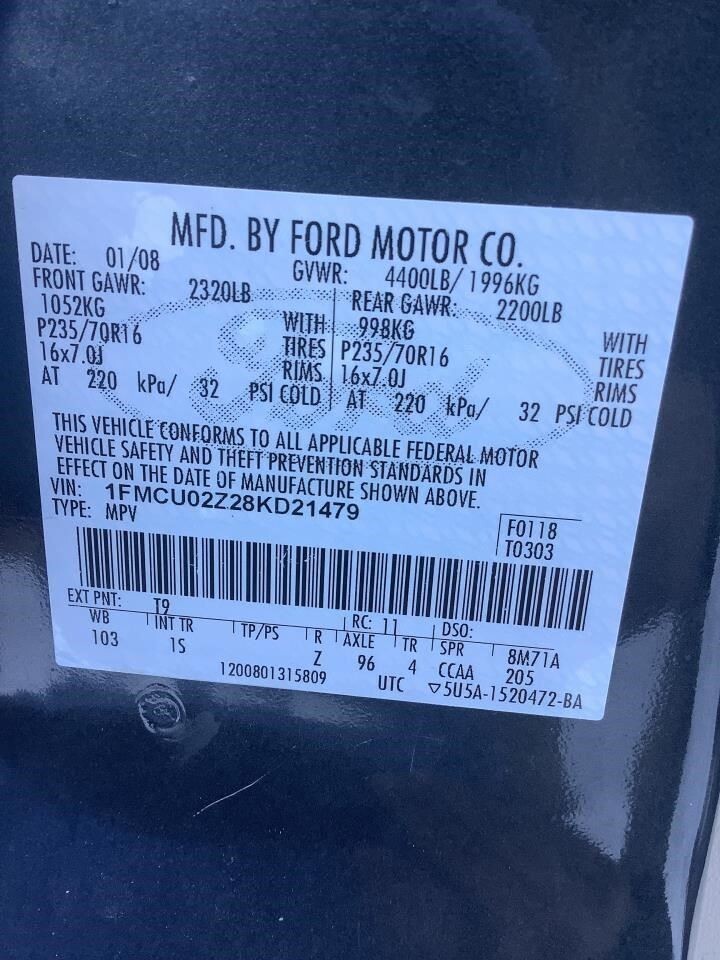 MFD. BY FORD MOTOR CO.
DATE: 01/08 GVWR: 4400LB/ 1996KG
FRONT GAWR: 2320LB REAR GAWR: 2200LB
1052KG WITH 998KG WITH
P235/70R16 TIRES P235/70R16 TIRES
16x7.0J RIMS 16x7.0J RIMS
AT 220 kPa/ 32 PSI COLD AT 220 kPa/ 32 PSI COLD
THIS VEHICLE CONFORMS TO ALL APPLICABLE FEDERAL MOTOR
VEHICLE SAFETY AND THEFT PREVENTION STANDARDS IN
EFFECT ON THE DATE OF MANUFACTURE SHOWN ABOVE.
VIN: 1FMCU02Z28KD21479 F0118
TYPE: MPV T0303
EXT PNT: T9 RC: 11 DSO:
WB INT TR TP/PS R AXLE TR SPR 8M71A
103 1S Z 96 4 CCAA 205
1200801315809 UTC ▽5U5A-1520472-BA
Ford